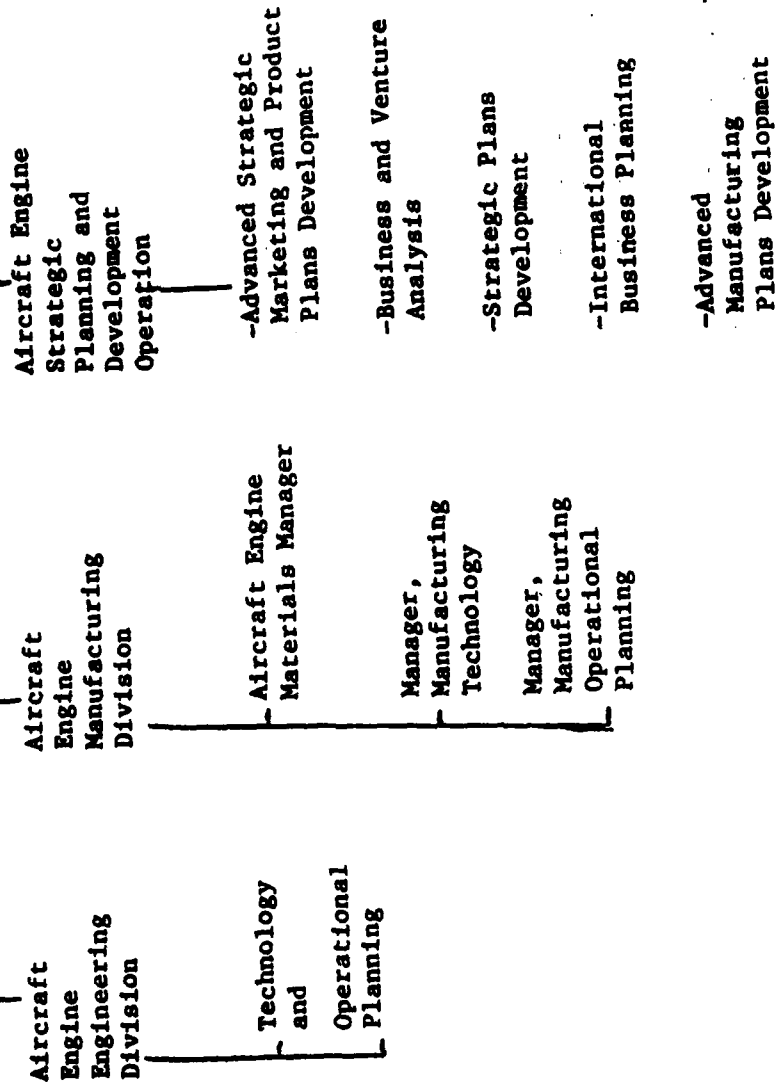 Aircraft
Engine
Engineering
Division
Technology
and
Operational
Planning
Aircraft
Engine
Manufacturing
Division
Aircraft Engine
Materials Manager
Manager,
Manufacturing
Technology
Manager,
Manufacturing
Operational
Planning
Aircraft Engine
Strategic
Planning and
Development
Operation
-Advanced Strategic
Marketing and Product
Plans Development
-Business and Venture
Analysis
-Strategic Plans
Development
-International
Business Planning
-Advanced
Manufacturing
Plans Development